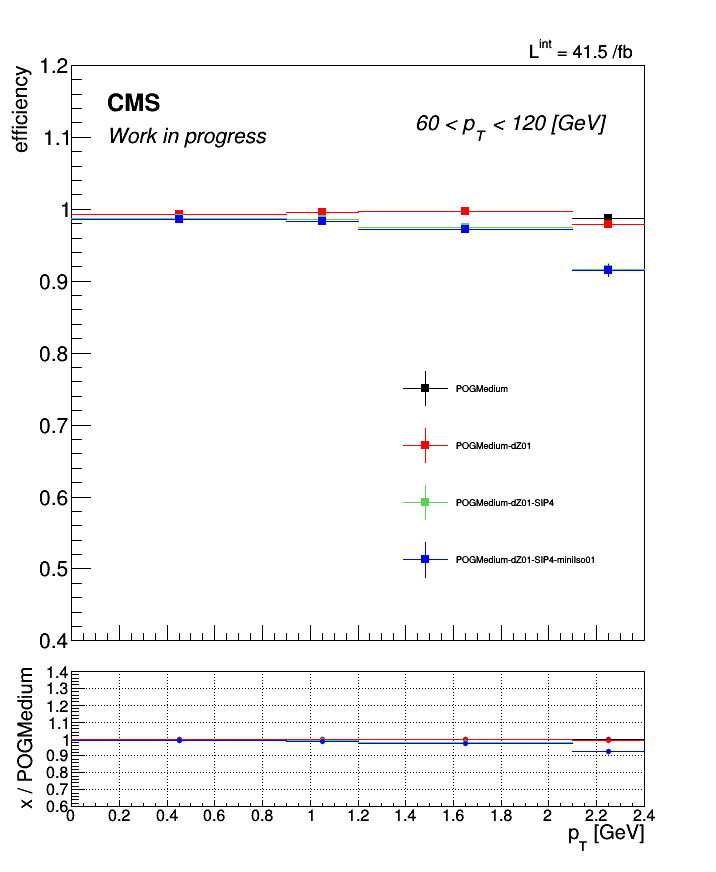 L^int = 41.5 /fb
efficiency
1.2
1.1
1
0.9
0.8
0.7
0.6
0.5
0.4
CMS
Work in progress
60 < p_T < 120 [GeV]
POGMedium
POGMedium-dZ01
POGMedium-dZ01-SIP4
POGMedium-dZ01-SIP4-miniIso01
x / POGMedium
1.4
1.3
1.2
1.1
1
0.9
0.8
0.7
0.6
0 0.2 0.4 0.6 0.8 1 1.2 1.4 1.6 1.8 2 2.2 2.4
p_T [GeV]